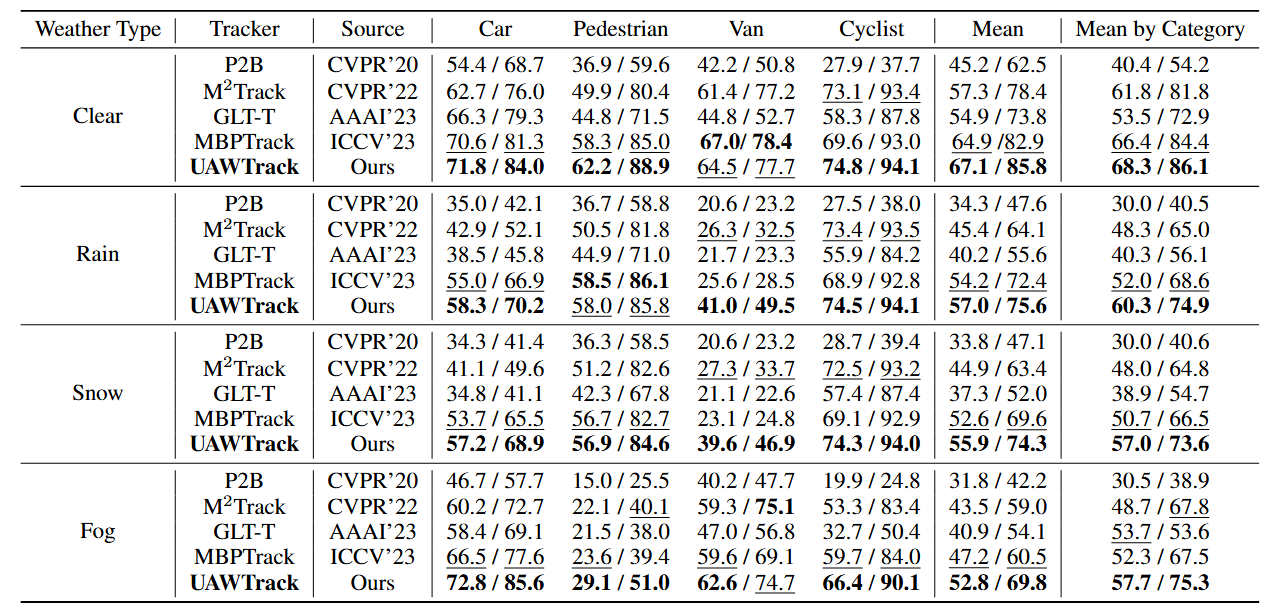 Weather Type Tracker Source Car Pedestrian Van Cyclist Mean Mean by Category
P2B CVPR'20 54.4 / 68.7 36.9 / 59.6 42.2 / 50.8 27.9 / 37.7 45.2 / 62.5 40.4 / 54.2
M²Track CVPR'22 62.7 / 76.0 49.9 / 80.4 61.4 / 77.2 73.1 / 93.4 57.3 / 78.4 61.8 / 81.8
Clear GLT-T AAAI'23 66.3 / 79.3 44.8 / 71.5 44.8 / 52.7 58.3 / 87.8 54.9 / 73.8 53.5 / 72.9
MBPTrack ICCV'23 70.6 / 81.3 58.3 / 85.0 67.0/ 78.4 69.6 / 93.0 64.9 /82.9 66.4 / 84.4
UAWTrack Ours 71.8 / 84.0 62.2 / 88.9 64.5 / 77.7 74.8 / 94.1 67.1 / 85.8 68.3 / 86.1
P2B CVPR'20 35.0 / 42.1 36.7 / 58.8 20.6 / 23.2 27.5 / 38.0 34.3 / 47.6 30.0 / 40.5
M²Track CVPR'22 42.9 / 52.1 50.5 / 81.8 26.3 / 32.5 73.4 / 93.5 45.4 / 64.1 48.3 / 65.0
Rain GLT-T AAAI'23 38.5 / 45.8 44.9 / 71.0 21.7 / 23.3 55.9 / 84.2 40.2 / 55.6 40.3 / 56.1
MBPTrack ICCV'23 55.0 / 66.9 58.5 / 86.1 25.6 / 28.5 68.9 / 92.8 54.2 / 72.4 52.0 / 68.6
UAWTrack Ours 58.3 / 70.2 58.0 / 85.8 41.0 / 49.5 74.5 / 94.1 57.0 / 75.6 60.3 / 74.9
P2B CVPR'20 34.3 / 41.4 36.3 / 58.5 20.6 / 23.2 28.7 / 39.4 33.8 / 47.1 30.0 / 40.6
M²Track CVPR'22 41.1 / 49.6 51.2 / 82.6 27.3 / 33.7 72.5 / 93.2 44.9 / 63.4 48.0 / 64.8
Snow GLT-T AAAI'23 34.8 / 41.1 42.3 / 67.8 21.1 / 22.6 57.4 / 87.4 37.3 / 52.0 38.9 / 54.7
MBPTrack ICCV'23 53.7 / 65.5 56.7 / 82.7 23.1 / 24.8 69.1 / 92.9 52.6 / 69.6 50.7 / 66.5
UAWTrack Ours 57.2 / 68.9 56.9 / 84.6 39.6 / 46.9 74.3 / 94.0 55.9 / 74.3 57.0 / 73.6
P2B CVPR'20 46.7 / 57.7 15.0 / 25.5 40.2 / 47.7 19.9 / 24.8 31.8 / 42.2 30.5 / 38.9
M²Track CVPR'22 60.2 / 72.7 22.1 / 40.1 59.3 / 75.1 53.3 / 83.4 43.5 / 59.0 48.7 / 67.8
Fog GLT-T AAAI'23 58.4 / 69.1 21.5 / 38.0 47.0 / 56.8 32.7 / 50.4 40.9 / 54.1 53.7 / 53.6
MBPTrack ICCV'23 66.5 / 77.6 23.6 / 39.4 59.6 / 69.1 59.7 / 84.0 47.2 / 60.5 52.3 / 67.5
UAWTrack Ours 72.8 / 85.6 29.1 / 51.0 62.6 / 74.7 66.4 / 90.1 52.8 / 69.8 57.7 / 75.3